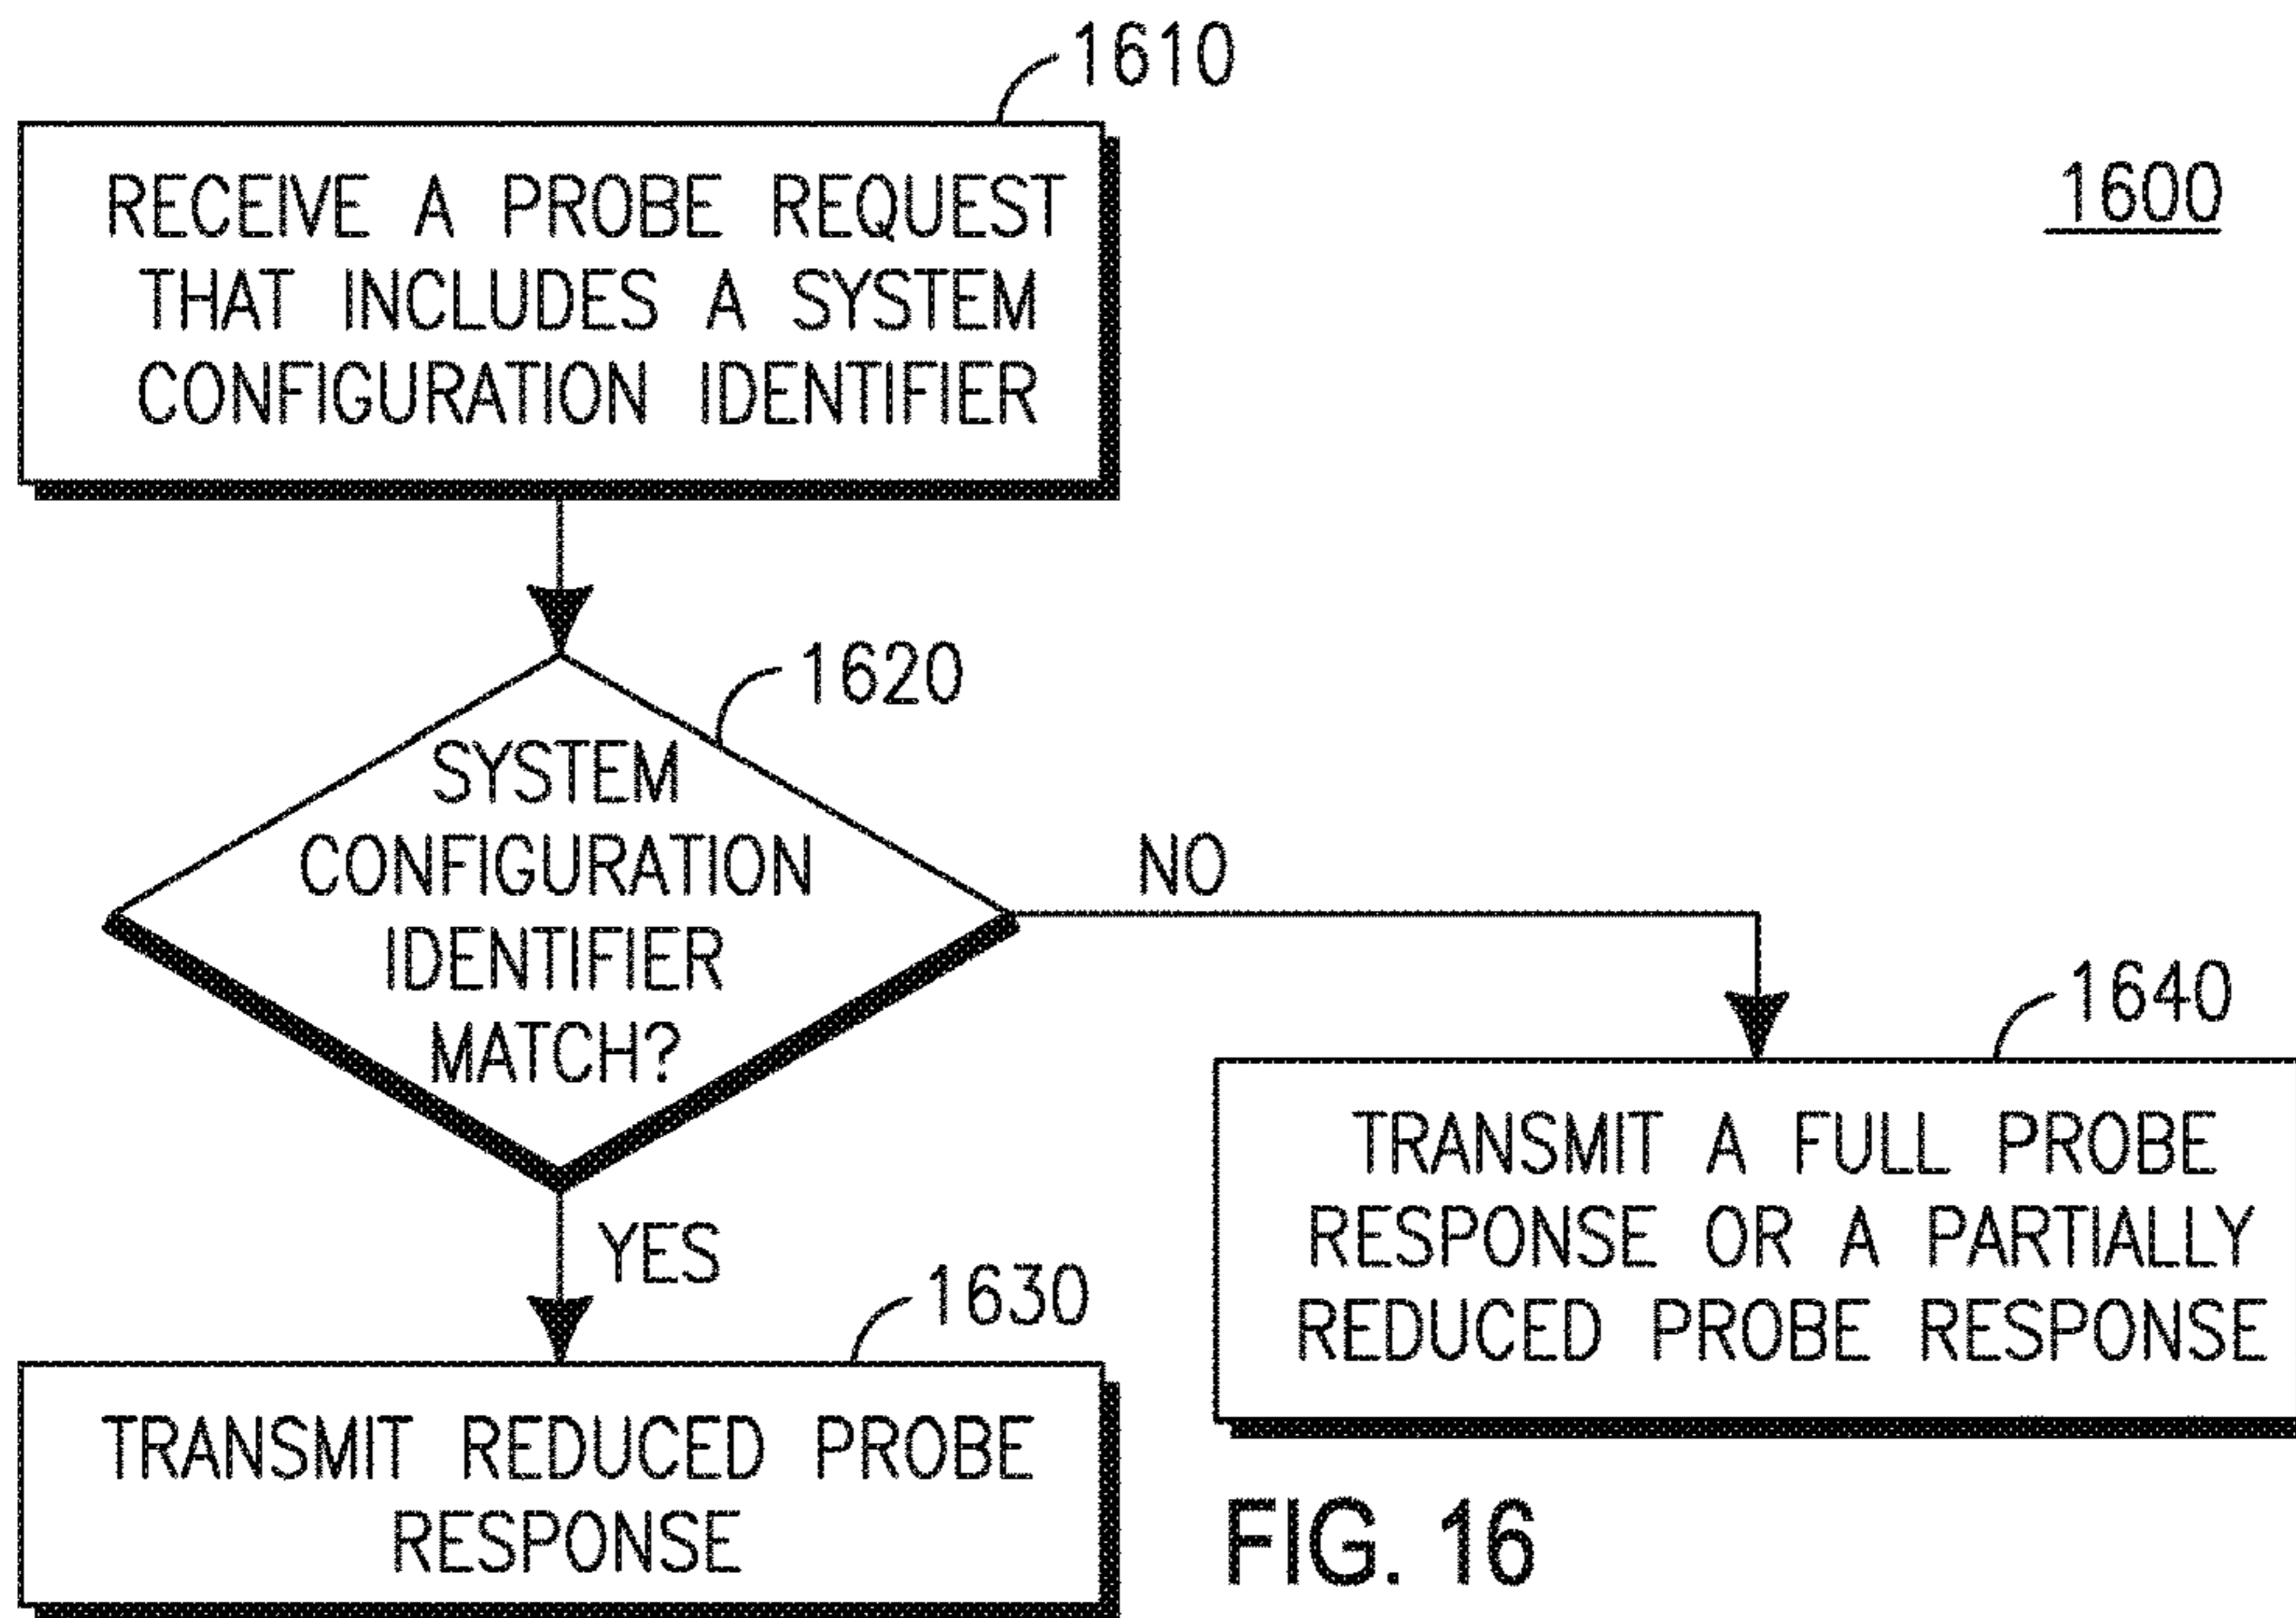 1610
1600
RECEIVE A PROBE REQUEST
THAT INCLUDES A SYSTEM
CONFIGURATION IDENTIFIER
1620
SYSTEM
CONFIGURATION
IDENTIFIER
MATCH?
NO
1640
TRANSMIT A FULL PROBE
RESPONSE OR A PARTIALLY
REDUCED PROBE RESPONSE
YES
1630
TRANSMIT REDUCED PROBE
RESPONSE
FIG. 16